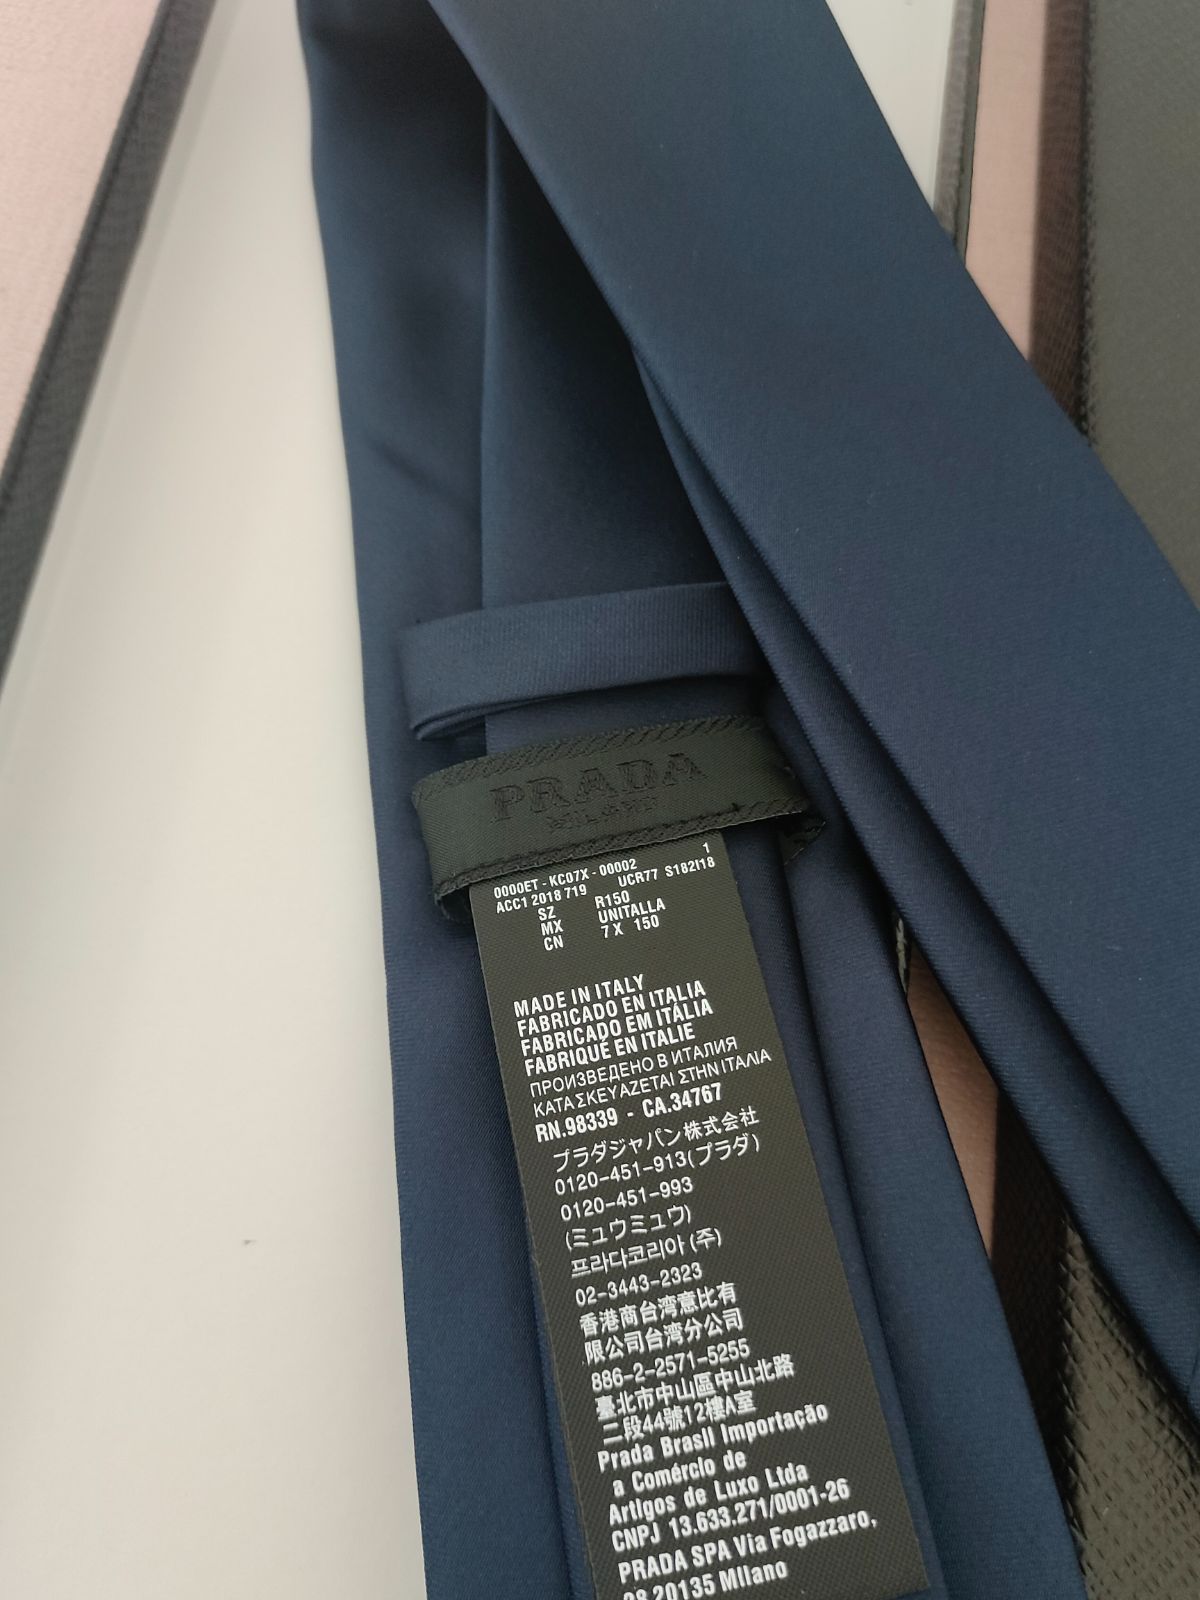 PRADA
MILANO
0000ET - KC07X - 00002 1
ACC1 2018 719 UCR77 S182I18
SZ R150
MX UNITALLA
CN 7 X 150
MADE IN ITALY
FABRICADO EN ITALIA
FABRICADO EM ITÁLIA
FABRIQUÉ EN ITALIE
ПРОИЗВЕДЕНО В ИТАЛИЯ
ΚΑΤΑΣΚΕΥΑΖΕΤΑΙ ΣΤΗΝ ΙΤΑΛΙΑ
RN.98339 - CA.34767
プラダジャパン株式会社
0120-451-913(プラダ)
0120-451-993
(ミュウミュウ)
프라다코리아 (주)
02-3443-2323
香港商台湾意比有
限公司台湾分公司
886-2-2571-5255
臺北市中山區中山北路
二段44號12樓A室
Prada Brasil Importação
a Comércio de
Artigos de Luxo Ltda
CNPJ 13.633.271/0001-26
PRADA SPA Via Fogazzaro,
28 20135 Milano